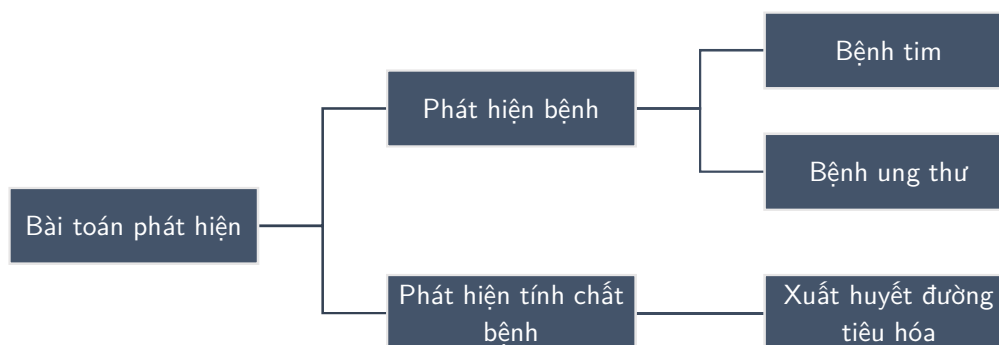 Bệnh tim
Phát hiện bệnh
Bệnh ung thư
Bài toán phát hiện
Phát hiện tính chất
bệnh
Xuất huyết đường
tiêu hóa